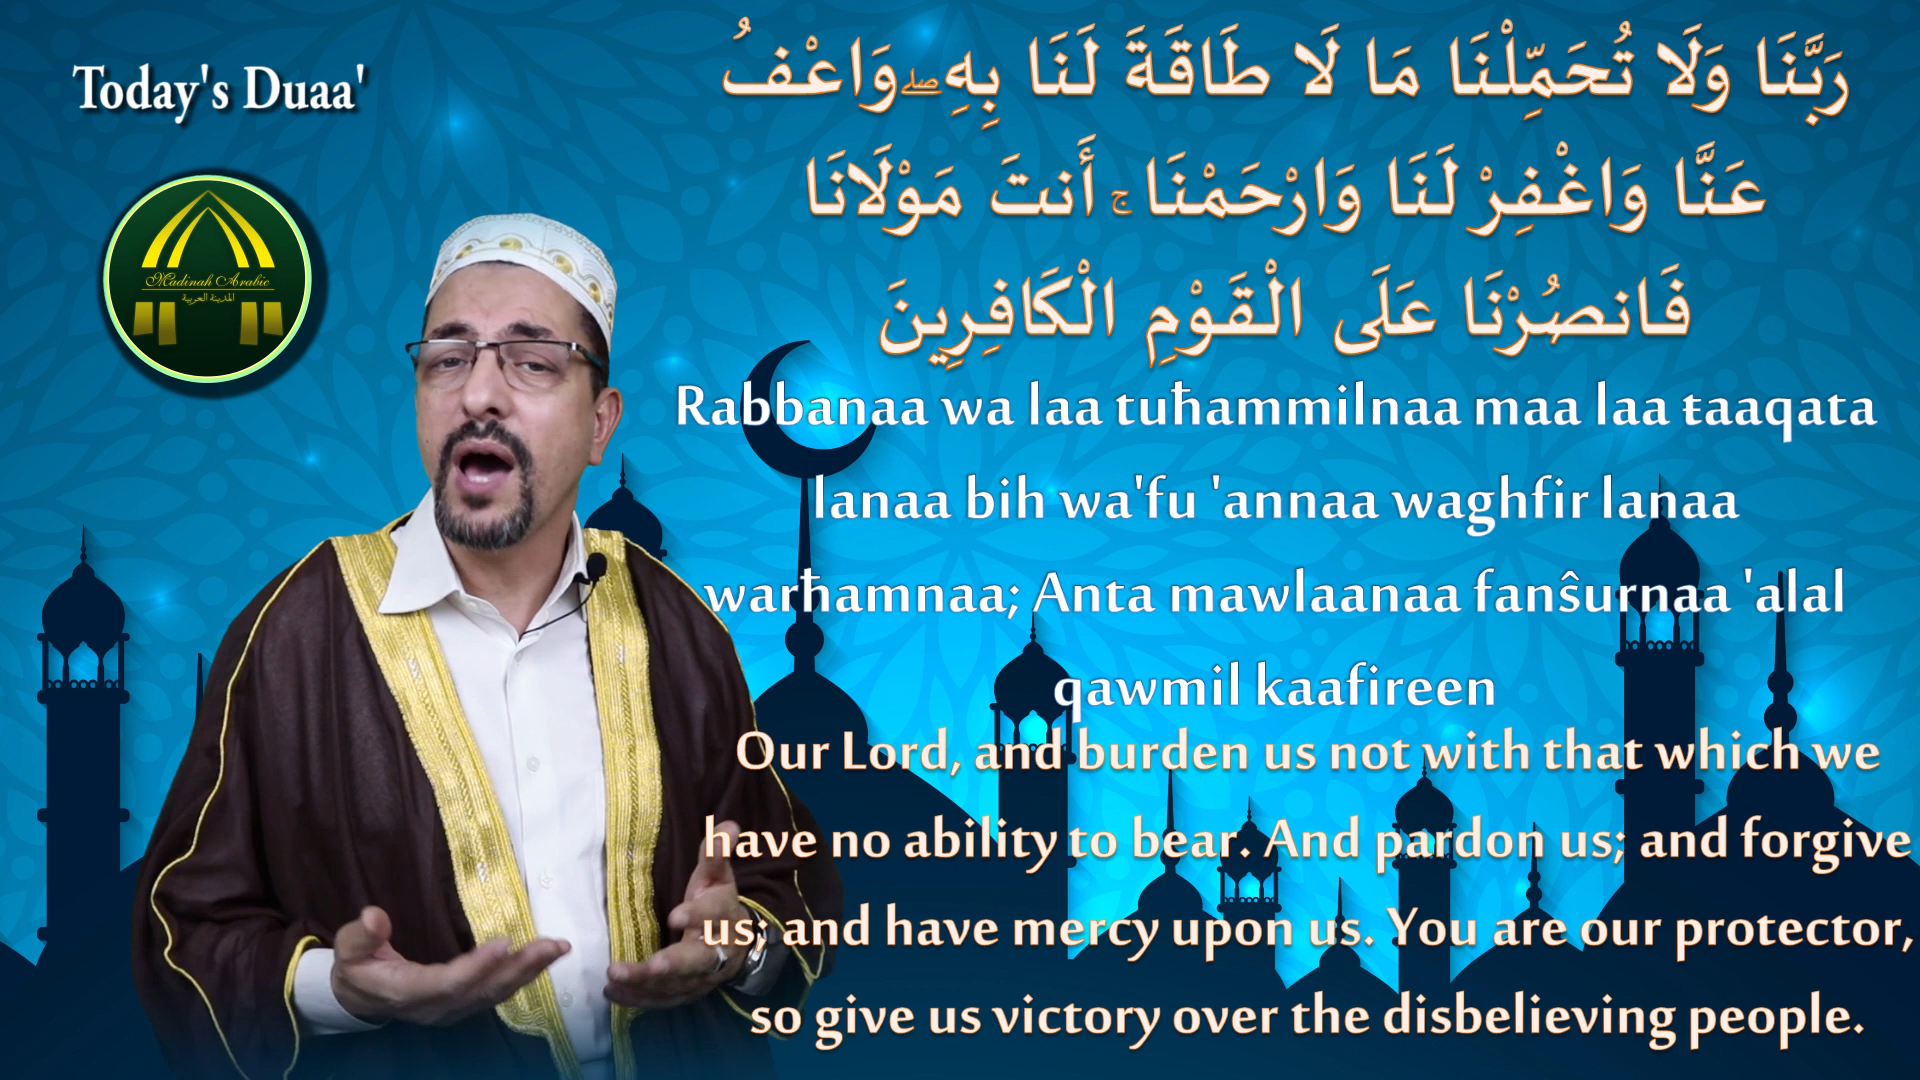 Today's Duaa'
Madinah Arabic
المدينة العربية
رَبَّنَا وَلَا تُحَمِّلْنَا مَا لَا طَاقَةَ لَنَا بِهِ ۖ وَاعْفُ
عَنَّا وَاغْفِرْ لَنَا وَارْحَمْنَا ۚ أَنتَ مَوْلَانَا
فَانصُرْنَا عَلَى الْقَوْمِ الْكَافِرِينَ
Rabbanaa wa laa tuħammilnaa maa laa ŧaaqata
lanaa bih wa'fu 'annaa waghfir lanaa
warħamnaa; Anta mawlaanaa fanŝurnaa 'alal
qawmil kaafireen
Our Lord, and burden us not with that which we
have no ability to bear. And pardon us; and forgive
us; and have mercy upon us. You are our protector,
so give us victory over the disbelieving people.